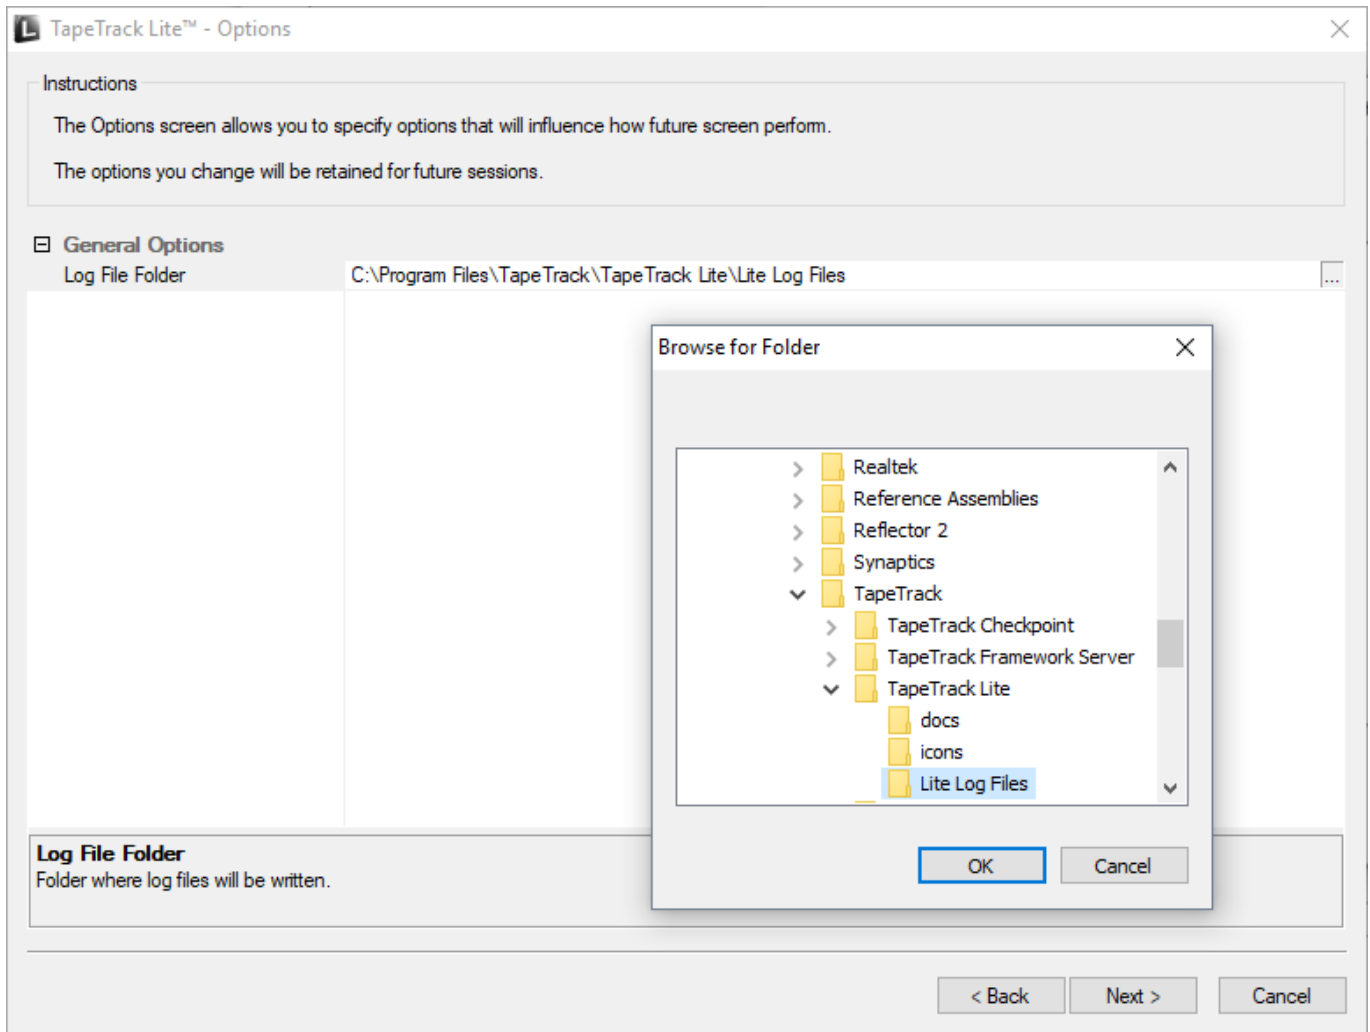 TapeTrack Lite™ - Options
Instructions
The Options screen allows you to specify options that will influence how future screen perform.
The options you change will be retained for future sessions.
General Options
Log File Folder
C:\Program Files\TapeTrack\TapeTrack Lite\Lite Log Files
...
Browse for Folder
Realtek
Reference Assemblies
Reflector 2
Synaptics
TapeTrack
TapeTrack Checkpoint
TapeTrack Framework Server
TapeTrack Lite
docs
icons
Lite Log Files
OK
Cancel
Log File Folder
Folder where log files will be written.
< Back
Next >
Cancel